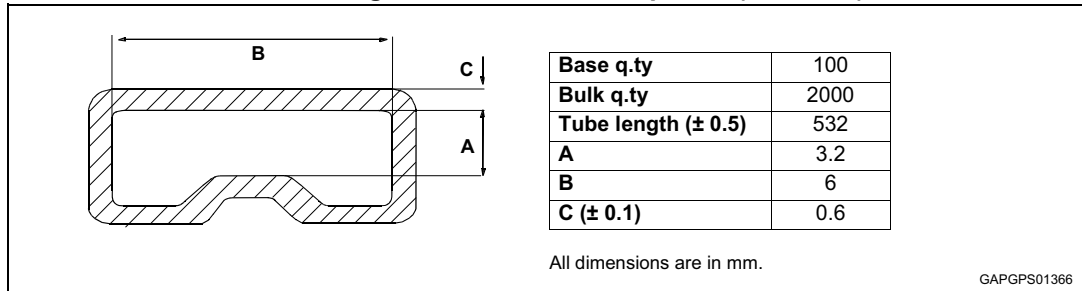 B
C
A
Base q.ty 100
Bulk q.ty 2000
Tube length (± 0.5) 532
A 3.2
B 6
C (± 0.1) 0.6
All dimensions are in mm.
GAPGPS01366